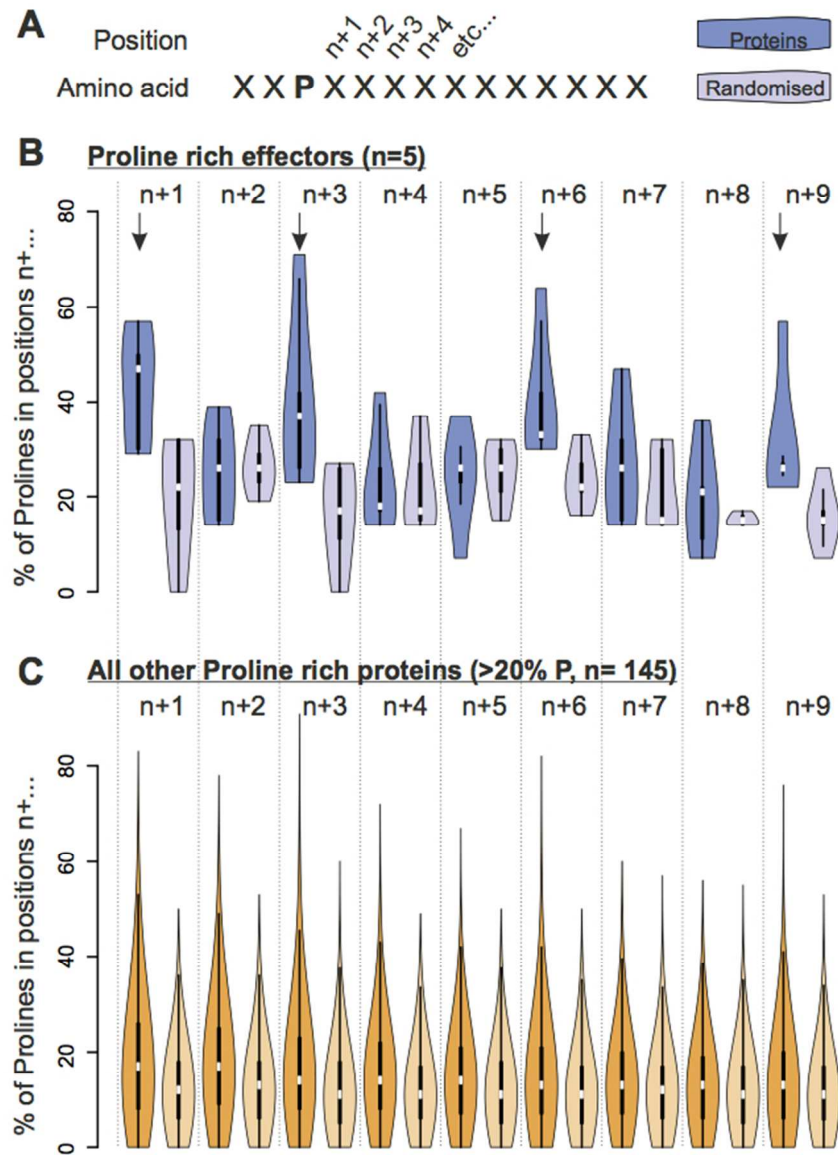 A
Position n+1 n+2 n+3 n+4 etc... Proteins
Amino acid X X P X X X X X X X X X X X Randomised
B Proline rich effectors (n=5)
n+1 n+2 n+3 n+4 n+5 n+6 n+7 n+8 n+9
% of Prolines in positions n+...
80
60
40
20
0
C All other Proline rich proteins (>20% P, n= 145)
n+1 n+2 n+3 n+4 n+5 n+6 n+7 n+8 n+9
% of Prolines in positions n+...
80
60
40
20
0